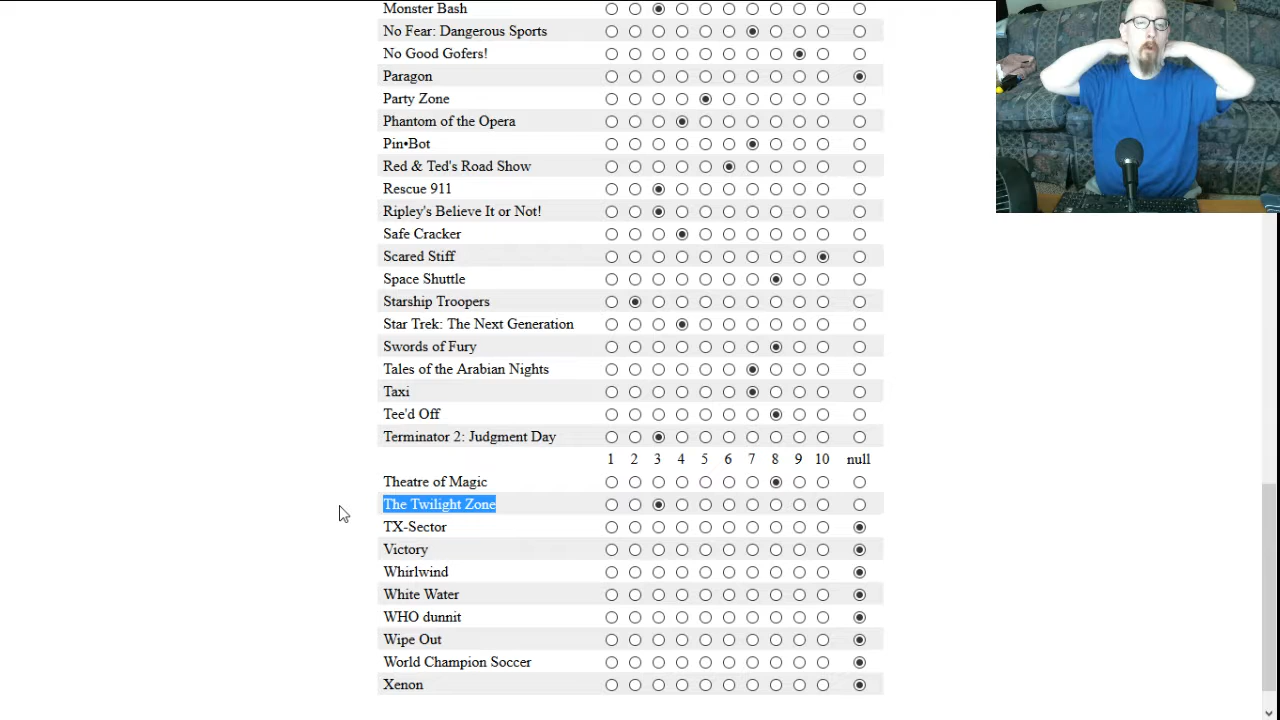 Monster Bash
No Fear: Dangerous Sports
No Good Gofers!
Paragon
Party Zone
Phantom of the Opera
Pin•Bot
Red & Ted's Road Show
Rescue 911
Ripley's Believe It or Not!
Safe Cracker
Scared Stiff
Space Shuttle
Starship Troopers
Star Trek: The Next Generation
Swords of Fury
Tales of the Arabian Nights
Taxi
Tee'd Off
Terminator 2: Judgment Day
1 2 3 4 5 6 7 8 9 10 null
Theatre of Magic
The Twilight Zone
TX-Sector
Victory
Whirlwind
White Water
WHO dunnit
Wipe Out
World Champion Soccer
Xenon